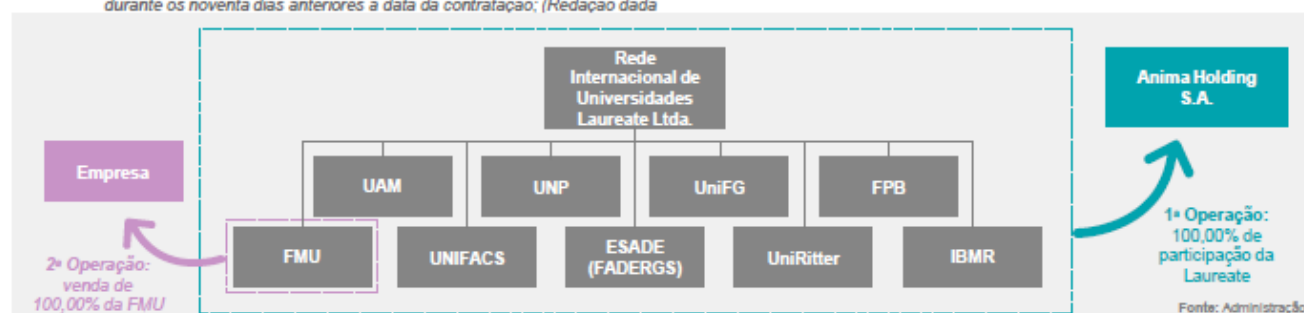 durante os noventa dias anteriores à data da contratação; (Redação dada
Rede
Internacional de
Universidades
Laureate Ltda.
Anima Holding
S.A.
Empresa
UAM
UNP
UniFG
FPB
FMU
UNIFACS
ESADE
(FADERGS)
UniRitter
IBMR
2ª Operação:
venda de
100,00% da FMU
1ª Operação:
100,00% de
participação da
Laureate
Fonte: Administração